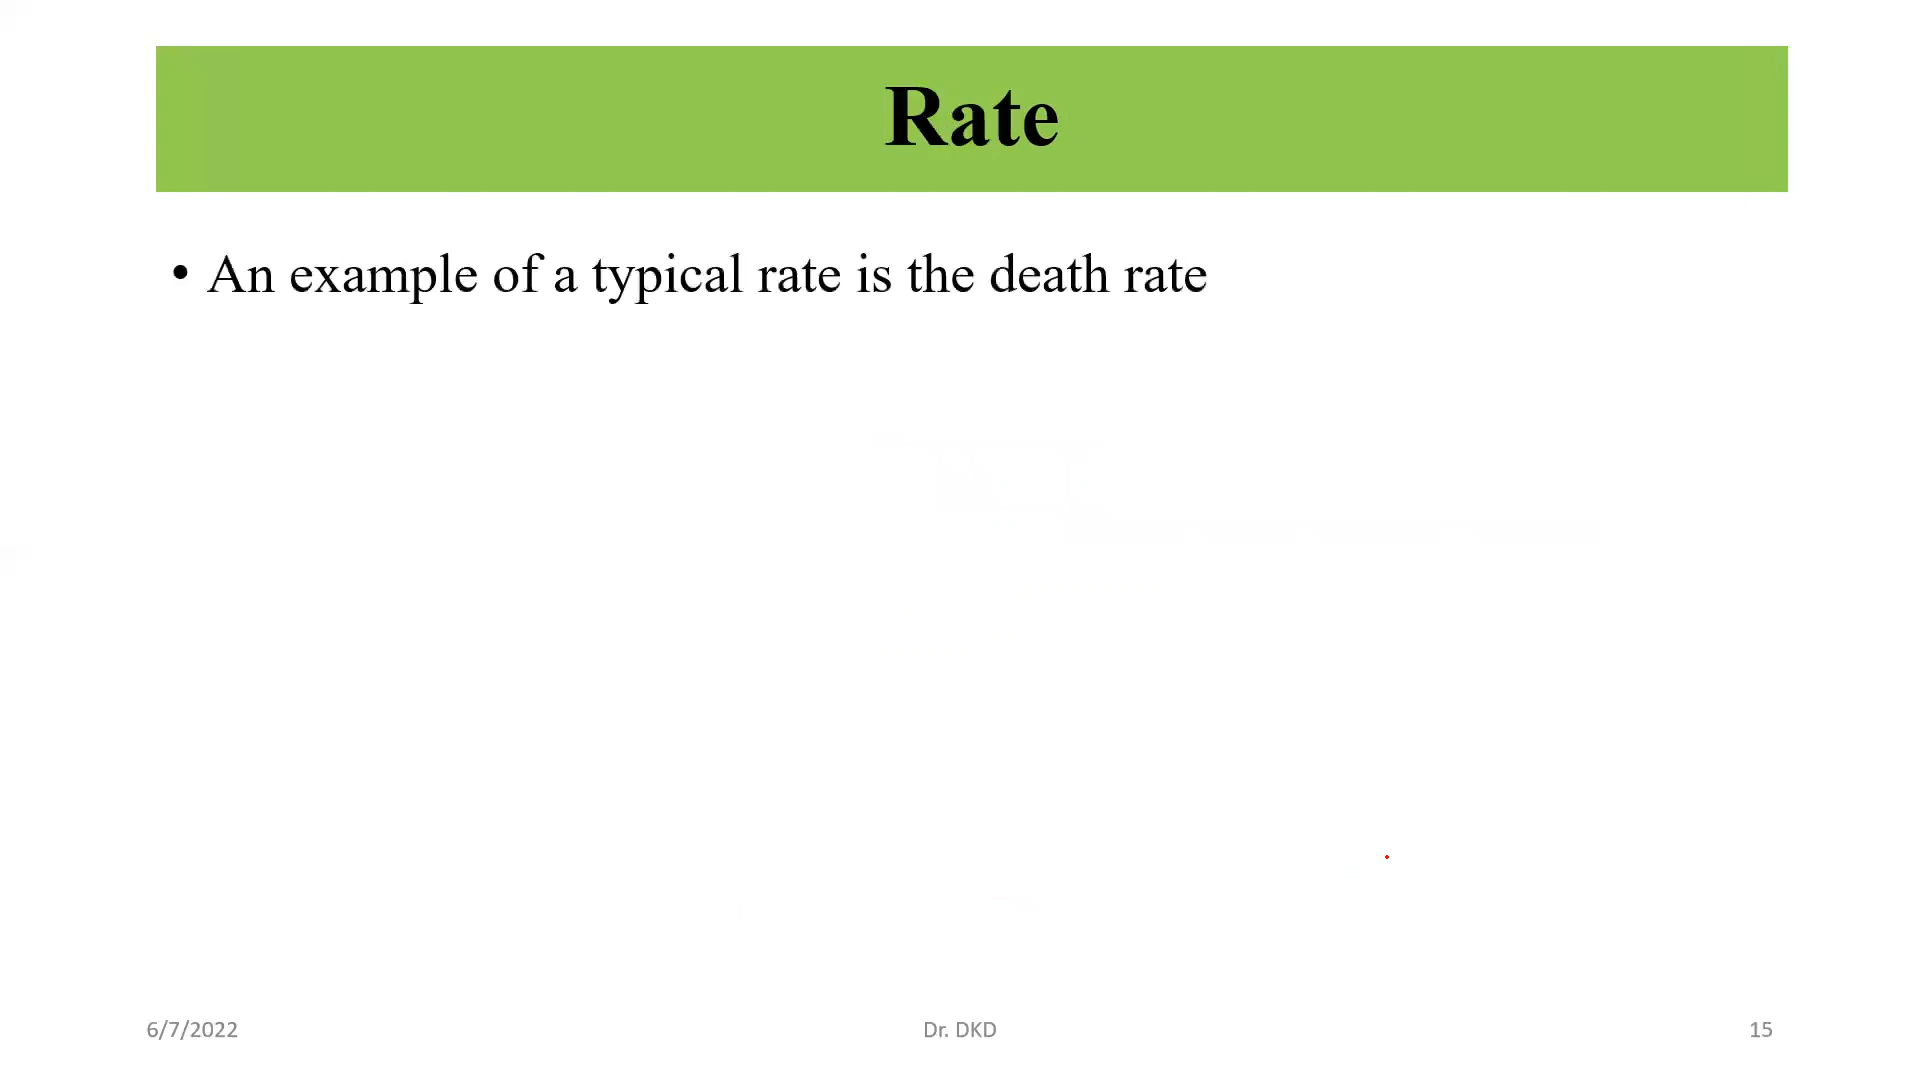 Rate
• An example of a typical rate is the death rate
6/7/2022
Dr. DKD
15